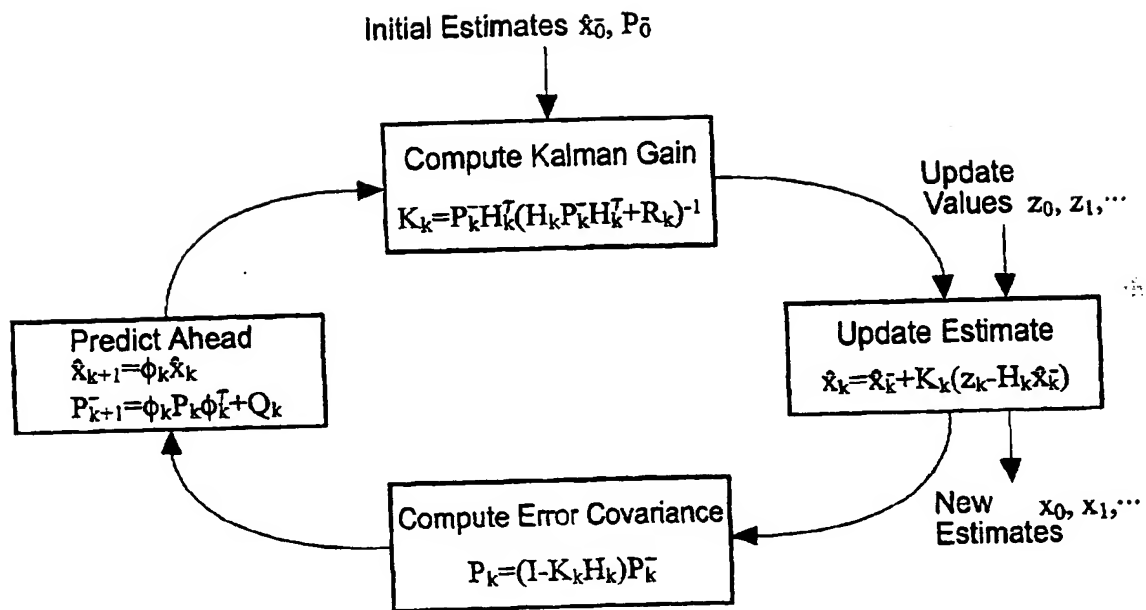 Initial Estimates x̂₀⁻, P₀⁻
Compute Kalman Gain
Kₖ=Pₖ⁻Hₖᵀ(HₖPₖ⁻Hₖᵀ+Rₖ)⁻¹
Update
Values z₀, z₁,···
Predict Ahead
x̂ₖ₊₁=ϕₖx̂ₖ
Pₖ₊₁⁻=ϕₖPₖϕₖᵀ+Qₖ
Update Estimate
x̂ₖ=x̂ₖ⁻+Kₖ(zₖ-Hₖx̂ₖ⁻)
Compute Error Covariance
Pₖ=(I-KₖHₖ)Pₖ⁻
New x₀, x₁,···
Estimates